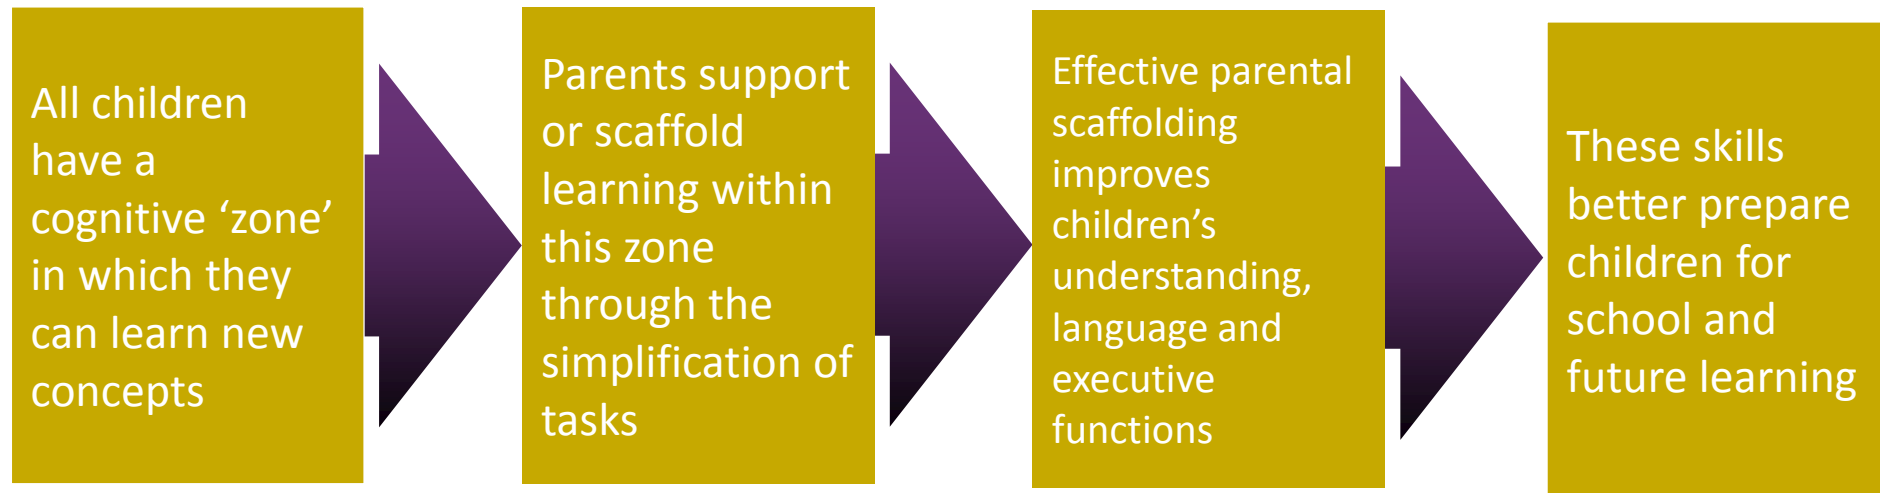 All children
have a
cognitive ‘zone’
in which they
can learn new
concepts
Parents support
or scaffold
learning within
this zone
through the
simplification of
tasks
Effective parental
scaffolding
improves
children’s
understanding,
language and
executive
functions
These skills
better prepare
children for
school and
future learning